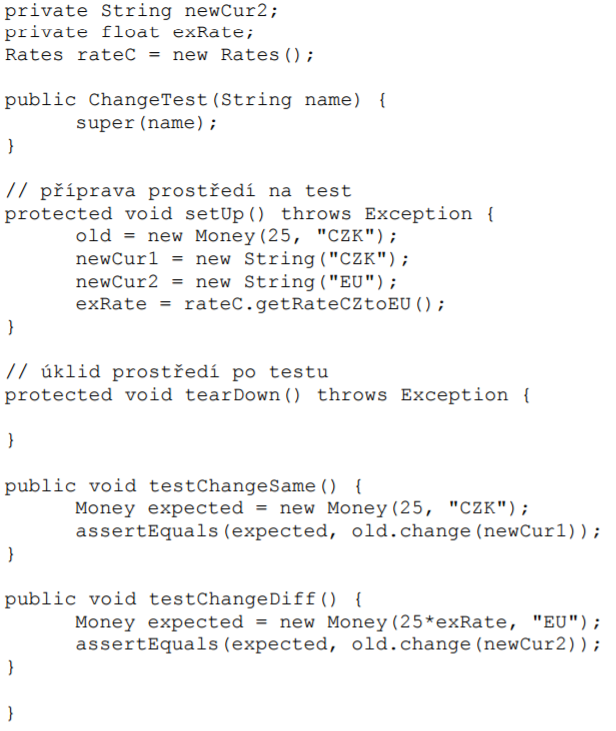 private String newCur2;
private float exRate;
Rates rateC = new Rates();
public ChangeTest(String name) {
super(name);
}
// příprava prostředí na test
protected void setUp() throws Exception {
old = new Money(25, "CZK");
newCur1 = new String("CZK");
newCur2 = new String("EU");
exRate = rateC.getRateCZtoEU();
}
// úklid prostředí po testu
protected void tearDown() throws Exception {
}
public void testChangeSame() {
Money expected = new Money(25, "CZK");
assertEquals(expected, old.change(newCur1));
}
public void testChangeDiff() {
Money expected = new Money(25*exRate, "EU");
assertEquals(expected, old.change(newCur2));
}
}